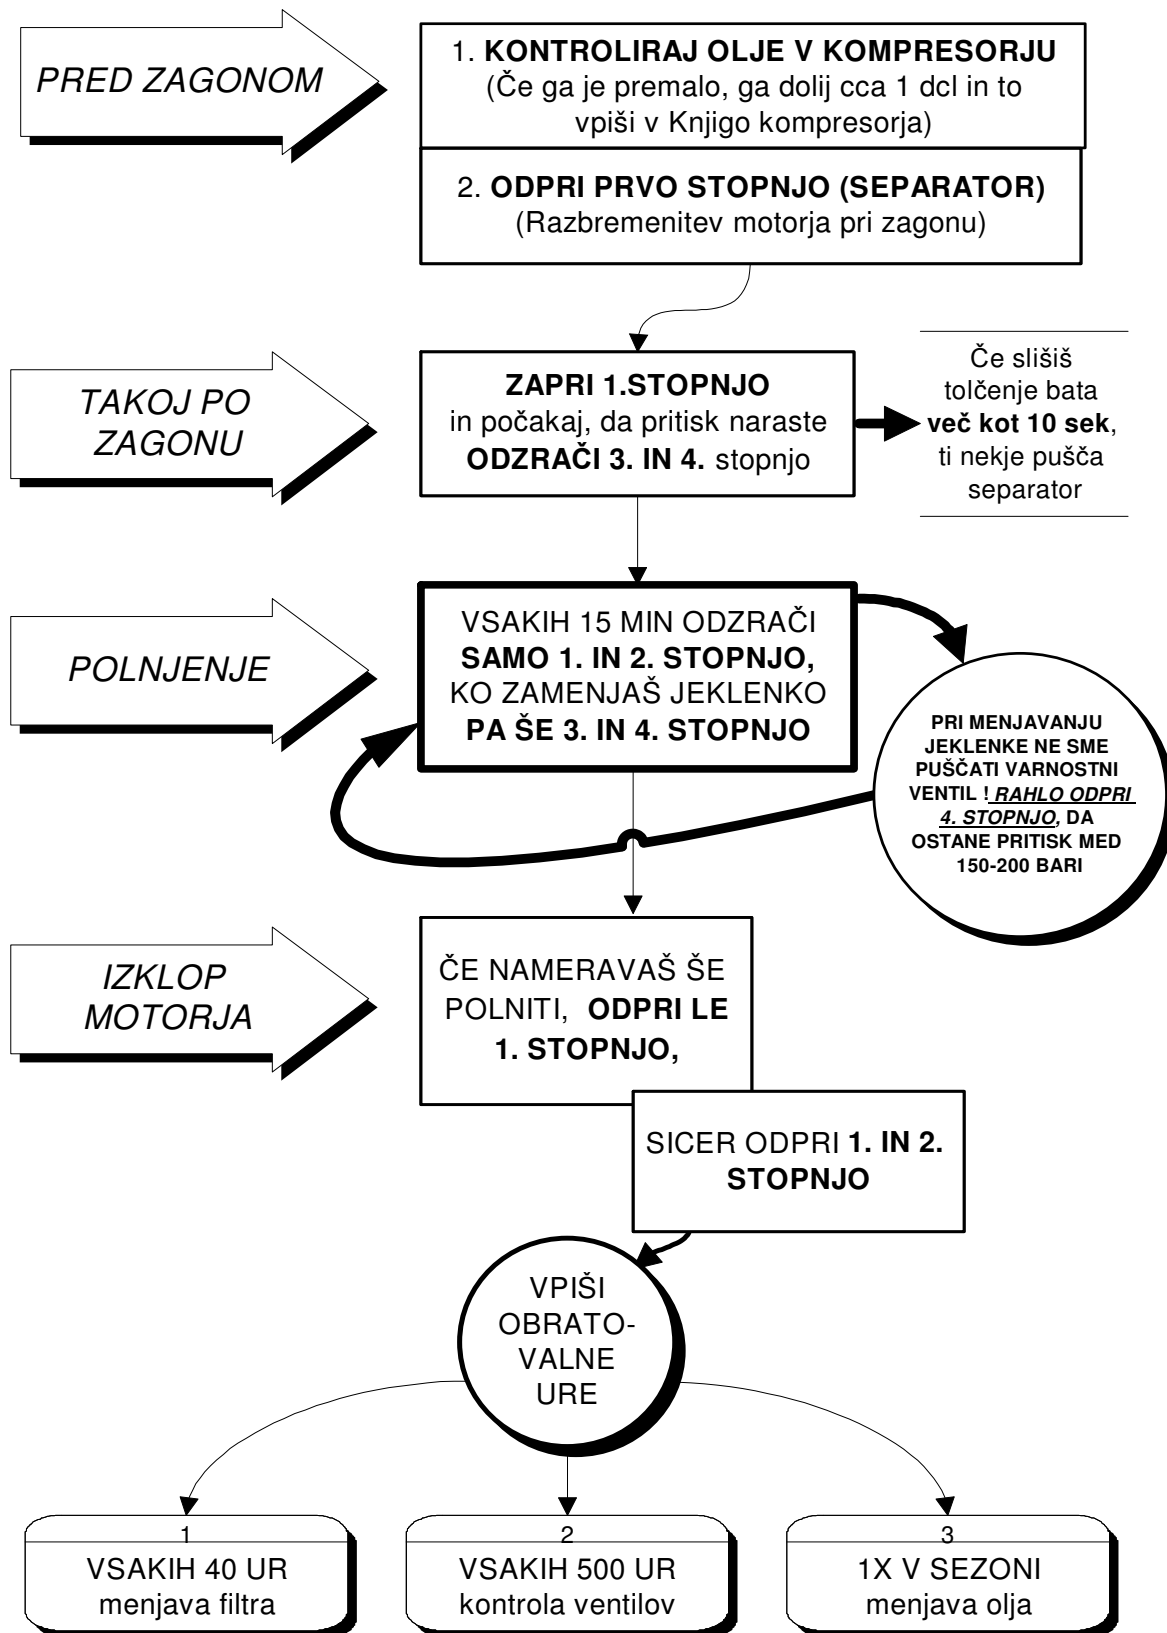 PRED ZAGONOM
1. KONTROLIRAJ OLJE V KOMPRESORJU
(Če ga je premalo, ga dolij cca 1 dcl in to
vpiši v Knjigo kompresorja)
2. ODPRI PRVO STOPNJO (SEPARATOR)
(Razbremenitev motorja pri zagonu)
TAKOJ PO
ZAGONU
ZAPRI 1.STOPNJO
in počakaj, da pritisk naraste
ODZRAČI 3. IN 4. stopnjo
Če slišiš
tolčenje bata
več kot 10 sek,
ti nekje pušča
separator
POLNJENJE
VSAKIH 15 MIN ODZRAČI
SAMO 1. IN 2. STOPNJO,
KO ZAMENJAŠ JEKLENKO
PA ŠE 3. IN 4. STOPNJO
PRI MENJAVANJU
JEKLENKE NE SME
PUŠČATI VARNOSTNI
VENTIL ! RAHLO ODPRI
4. STOPNJO, DA
OSTANE PRITISK MED
150-200 BARI
IZKLOP
MOTORJA
ČE NAMERAVAŠ ŠE
POLNITI, ODPRI LE
1. STOPNJO,
SICER ODPRI 1. IN 2.
STOPNJO
VPIŠI
OBRATO-
VALNE
URE
1
VSAKIH 40 UR
menjava filtra
2
VSAKIH 500 UR
kontrola ventilov
3
1X V SEZONI
menjava olja